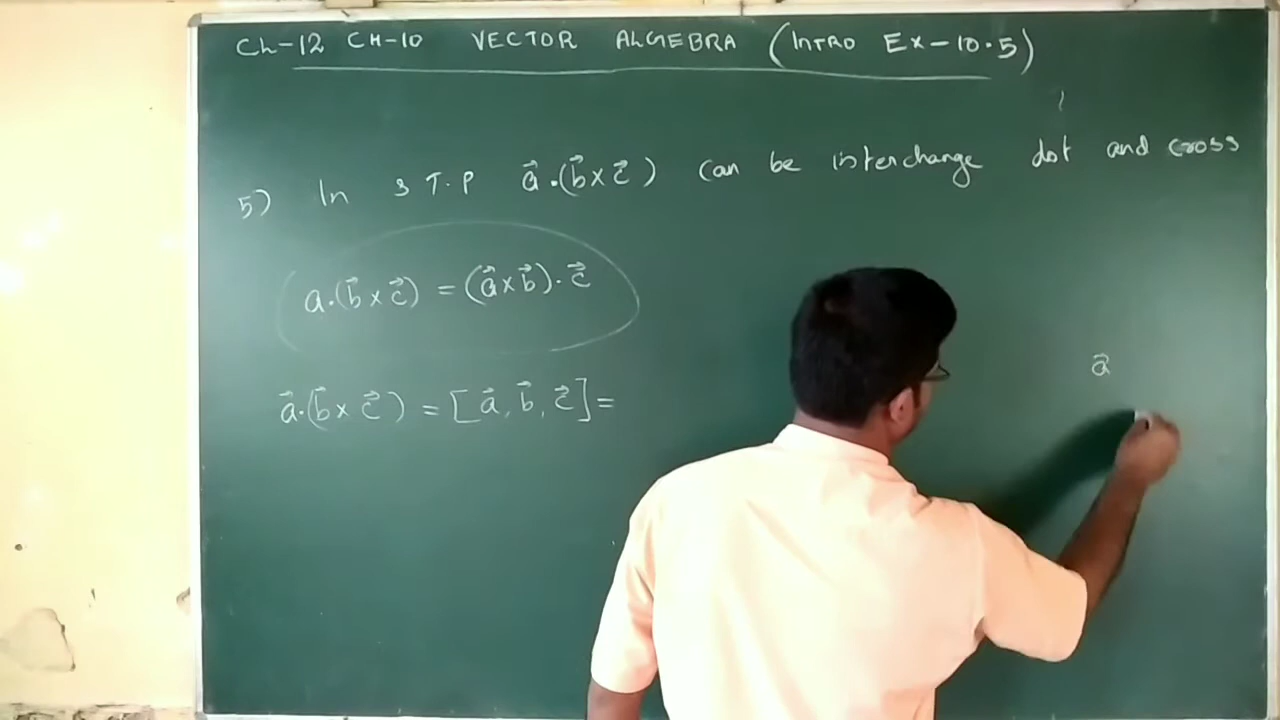 Ch-12 CH-10 VECTOR ALGEBRA (INTRO EX-10.5)
5) In S T.P a⃗.(b⃗×c⃗) can be interchange dot and cross
a.(b⃗×c⃗) = (a⃗×b⃗).c⃗
a⃗
a⃗.(b⃗×c⃗) = [a⃗, b⃗, c⃗] =